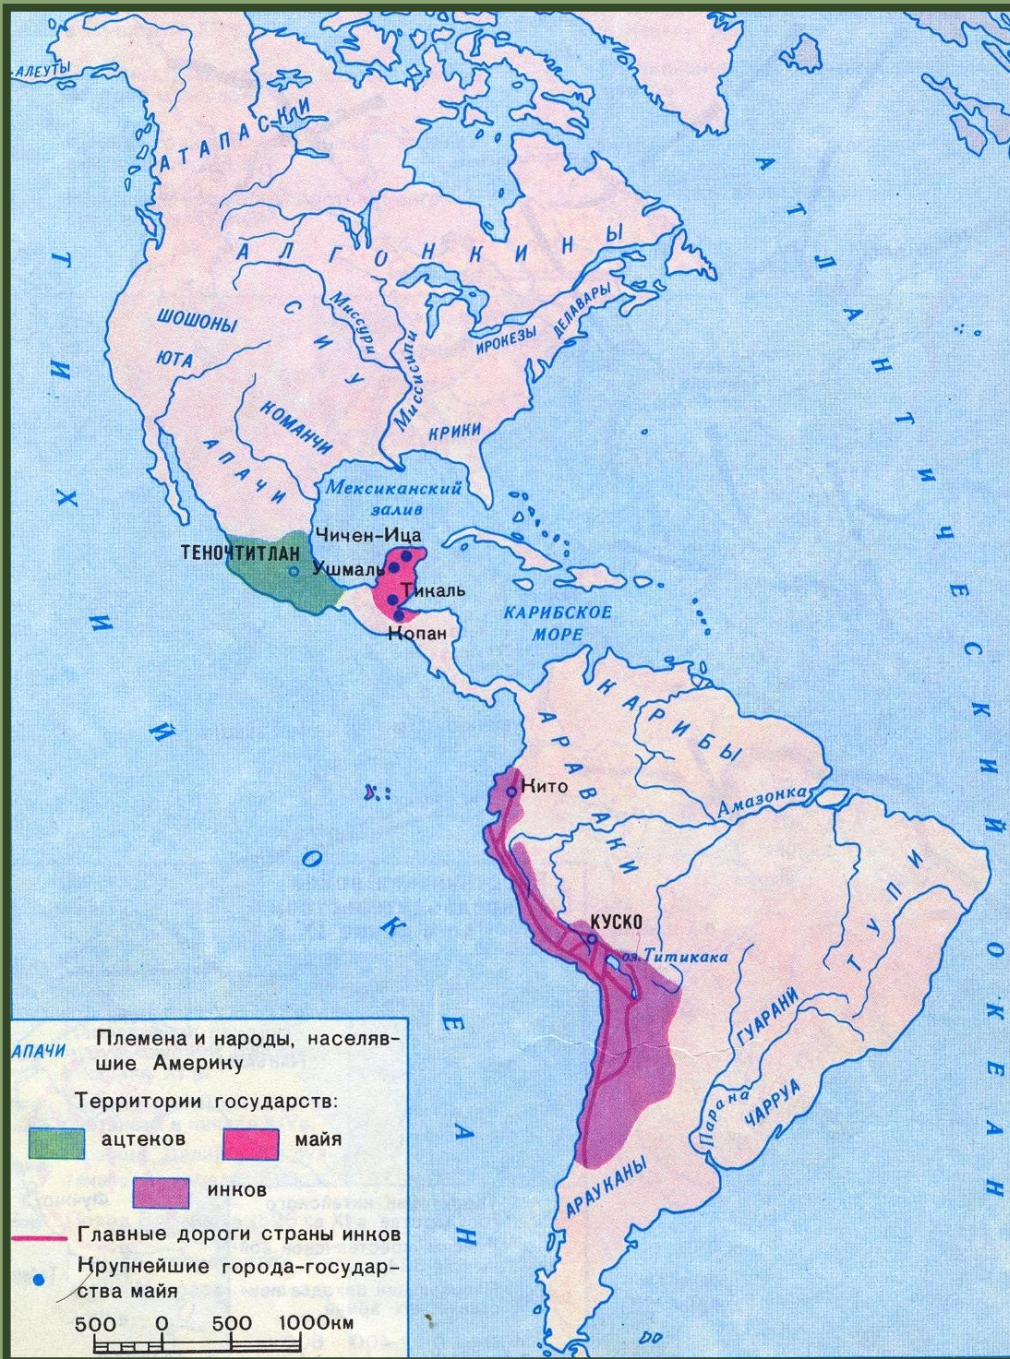 АЛЕУТЫ
АТАПАСКИ
АЛГОНКИНЫ
СИУ
Миссури
Миссисипи
ШОШОНЫ
ЮТА
ИРОКЕЗЫ
ДЕЛАВАРЫ
КОМАНЧИ
АПАЧИ
КРИКИ
Мексиканский
залив
Чичен-Ица
ТЕНОЧТИТЛАН
Ушмаль
Тикаль
Копан
КАРИБСКОЕ
МОРЕ
ТИХИЙ ОКЕАН
АТЛАНТИЧЕСКИЙ ОКЕАН
КАРИБЫ
АРАВАКИ
Кито
Амазонка
ТУПИ
КУСКО
оз.Титикака
ГУАРАНИ
Парана
ЧАРРУА
АРАУКАНЫ
АПАЧИ
Племена и народы, населяв-
шие Америку
Территории государств:
ацтеков
майя
инков
Главные дороги страны инков
Крупнейшие города-государ-
ства майя
500 0 500 1000км